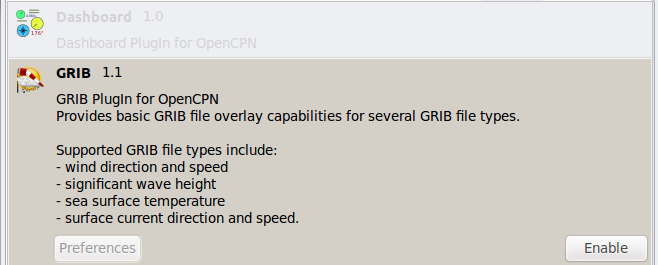 Dashboard 1.0
Dashboard PlugIn for OpenCPN
GRIB 1.1
GRIB PlugIn for OpenCPN
Provides basic GRIB file overlay capabilities for several GRIB file types.
Supported GRIB file types include:
- wind direction and speed
- significant wave height
- sea surface temperature
- surface current direction and speed.
Preferences Enable